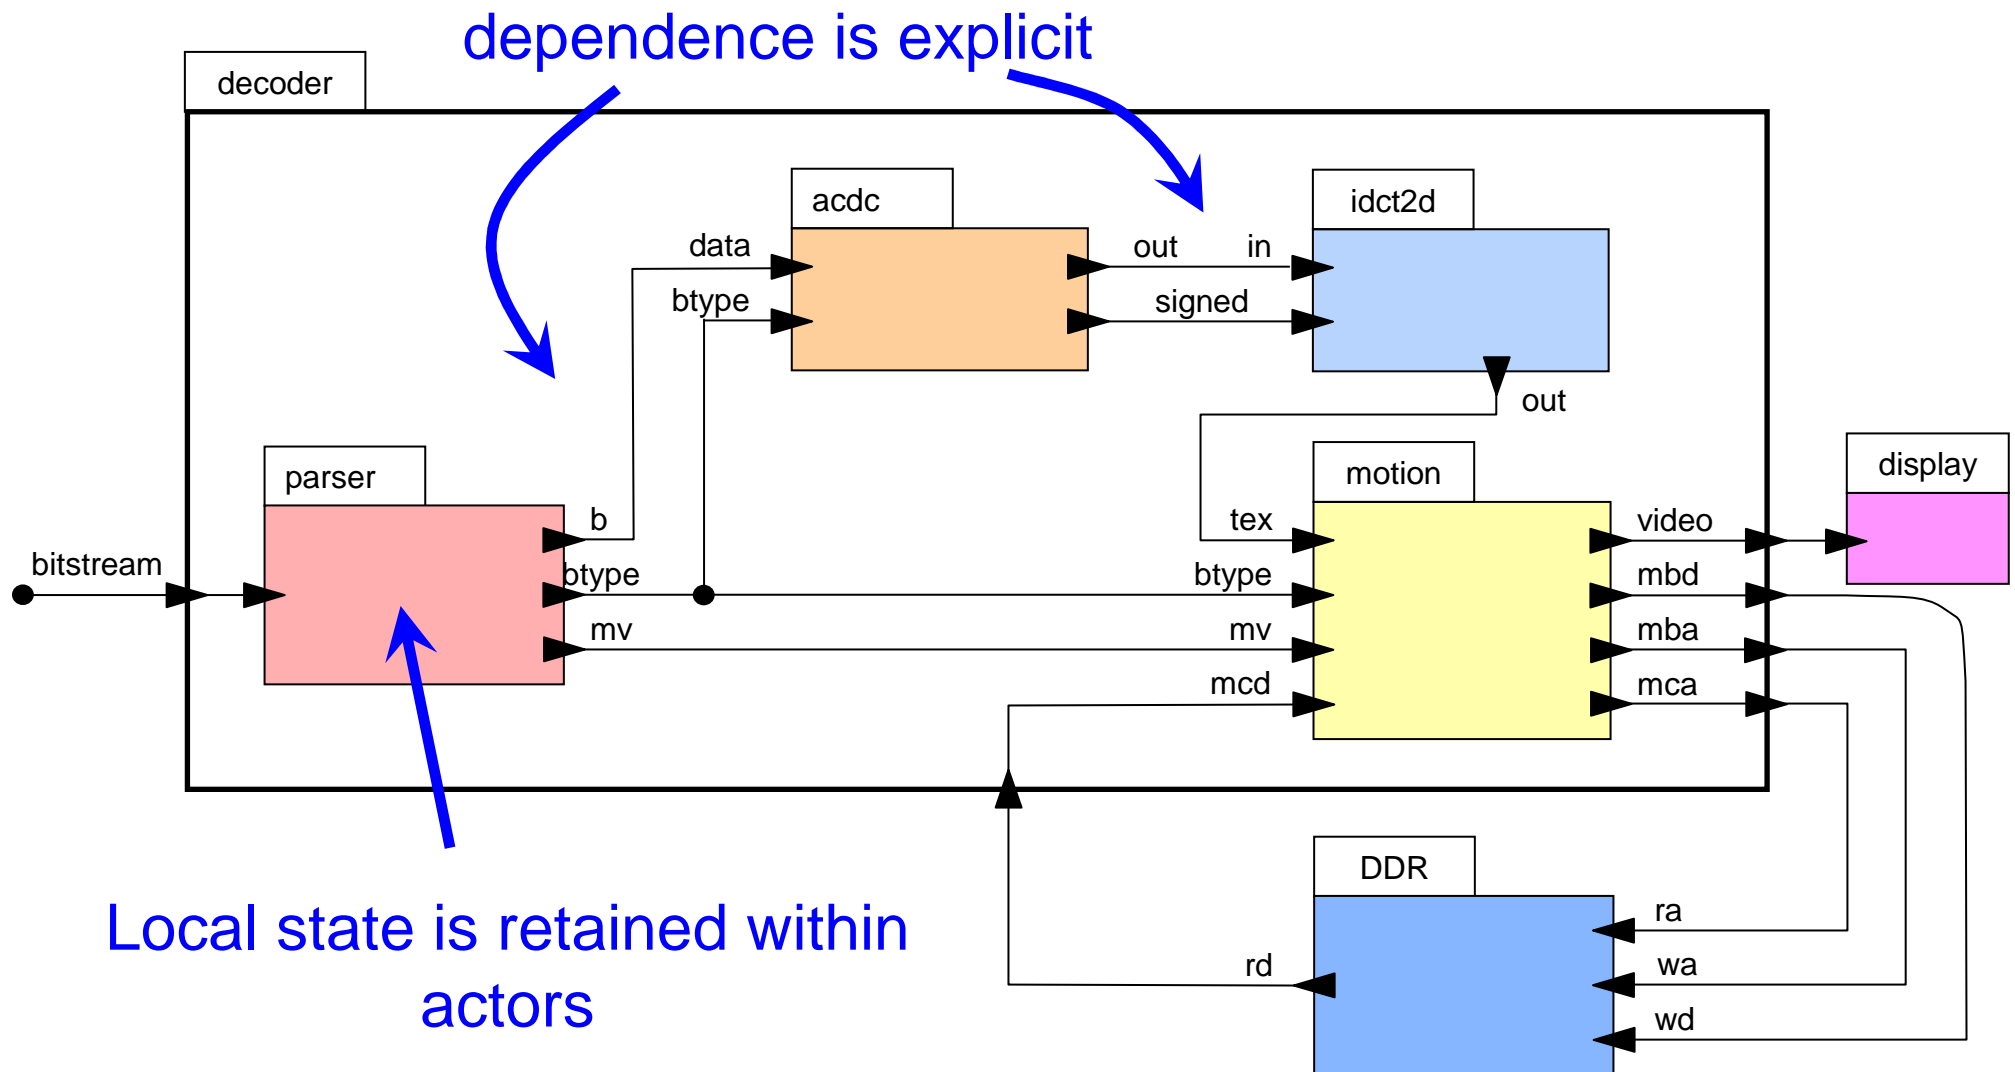 dependence is explicit
decoder
acdc
idct2d
data
out
in
btype
signed
out
parser
motion
display
b
tex
video
bitstream
btype
btype
mbd
mv
mv
mba
mcd
mca
DDR
Local state is retained within
actors
ra
rd
wa
wd